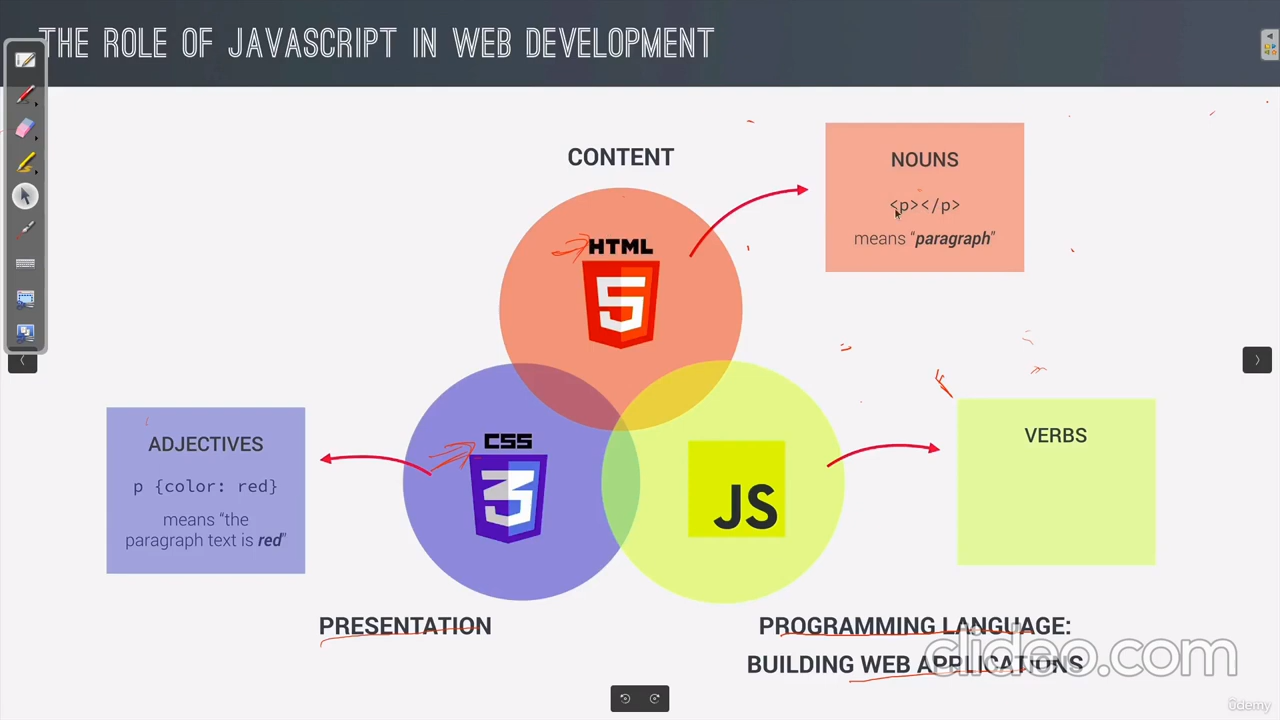 THE ROLE OF JAVASCRIPT IN WEB DEVELOPMENT
CONTENT
HTML
5
NOUNS
<p></p>
means “paragraph”
ADJECTIVES
p {color: red}
means “the
paragraph text is red”
CSS
3
JS
VERBS
PRESENTATION
PROGRAMMING LANGUAGE:
BUILDING WEB APPLICATIONS
clideo.com
ûdemy